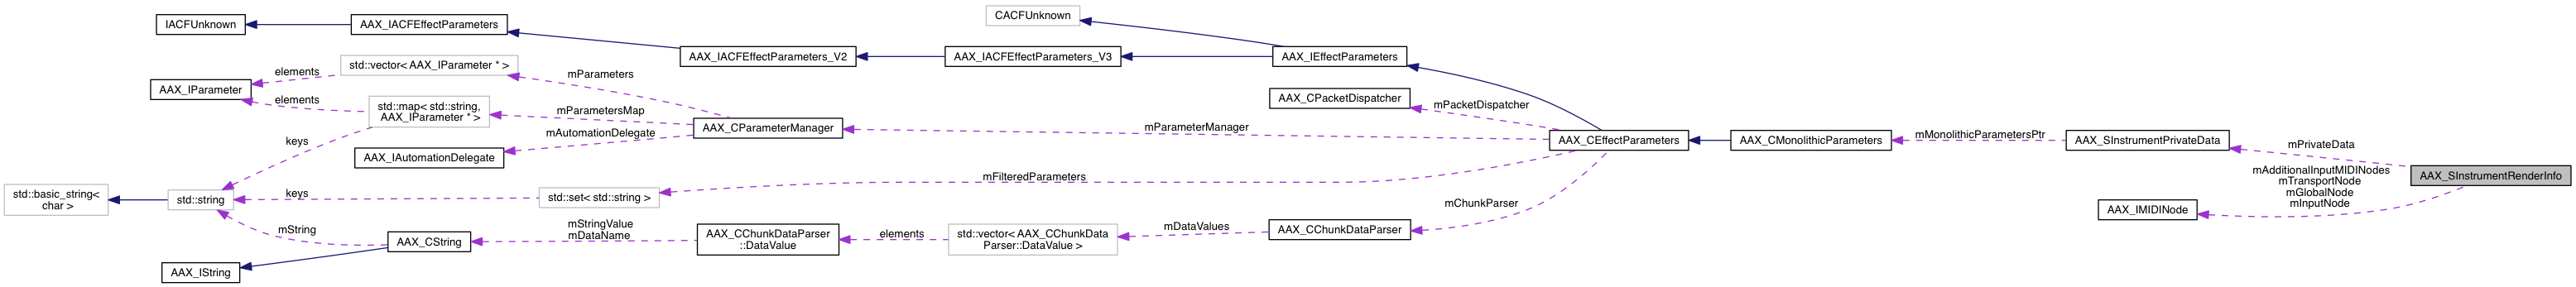 IACFUnknown
AAX_IACFEffectParameters
CACFUnknown
AAX_IACFEffectParameters_V2
AAX_IACFEffectParameters_V3
AAX_IEffectParameters
std::vector< AAX_IParameter * >
elements
mParameters
AAX_IParameter
elements
std::map< std::string,
AAX_IParameter * >
mParametersMap
mAutomationDelegate
AAX_CParameterManager
mParameterManager
AAX_CPacketDispatcher
mPacketDispatcher
AAX_CEffectParameters
AAX_CMonolithicParameters
mMonolithicParametersPtr
AAX_SInstrumentPrivateData
mPrivateData
AAX_SInstrumentRenderInfo
keys
AAX_IAutomationDelegate
std::basic_string<
char >
std::string
keys
std::set< std::string >
mFilteredParameters
mAdditionalInputMIDINodes
mTransportNode
mGlobalNode
mInputNode
AAX_IMIDINode
mString
AAX_CString
mStringValue
mDataName
AAX_CChunkDataParser
::DataValue
elements
std::vector< AAX_CChunkData
Parser::DataValue >
mDataValues
AAX_CChunkDataParser
mChunkParser
AAX_IString